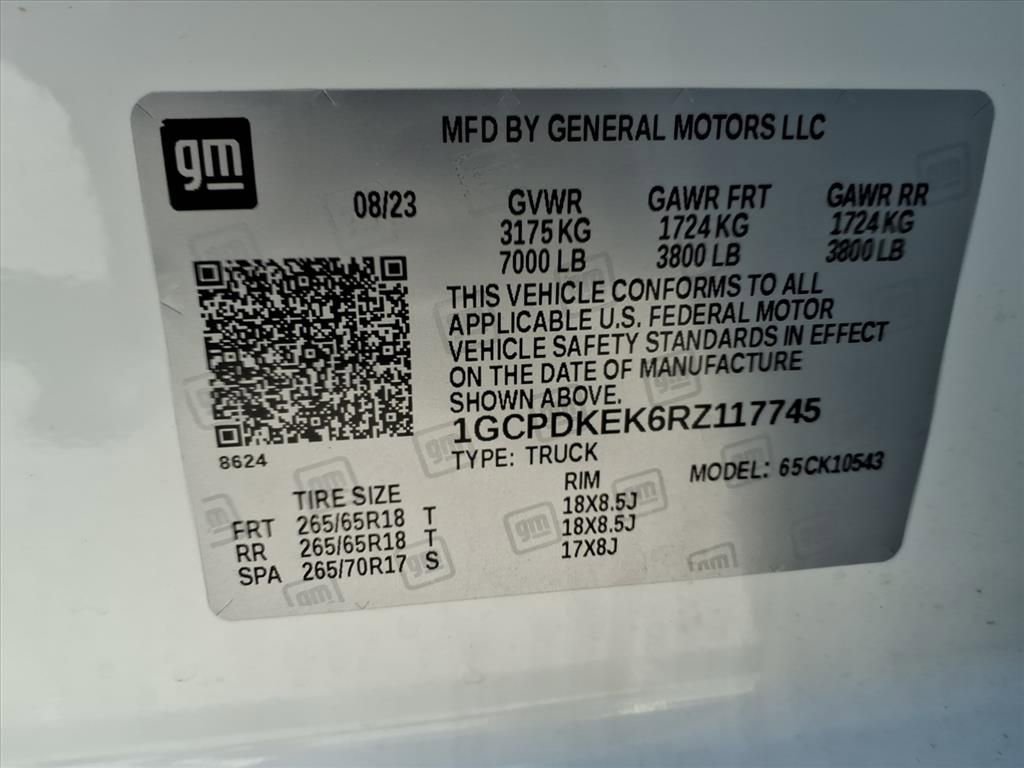 gm
MFD BY GENERAL MOTORS LLC
08/23
GVWR GAWR FRT GAWR RR
3175 KG 1724 KG 1724 KG
7000 LB 3800 LB 3800 LB
THIS VEHICLE CONFORMS TO ALL
APPLICABLE U.S. FEDERAL MOTOR
VEHICLE SAFETY STANDARDS IN EFFECT
ON THE DATE OF MANUFACTURE
SHOWN ABOVE.
1GCPDKEK6RZ117745
8624
TYPE: TRUCK MODEL: 65CK10543
TIRE SIZE RIM
FRT 265/65R18 T 18X8.5J
RR 265/65R18 T 18X8.5J
SPA 265/70R17 S 17X8J